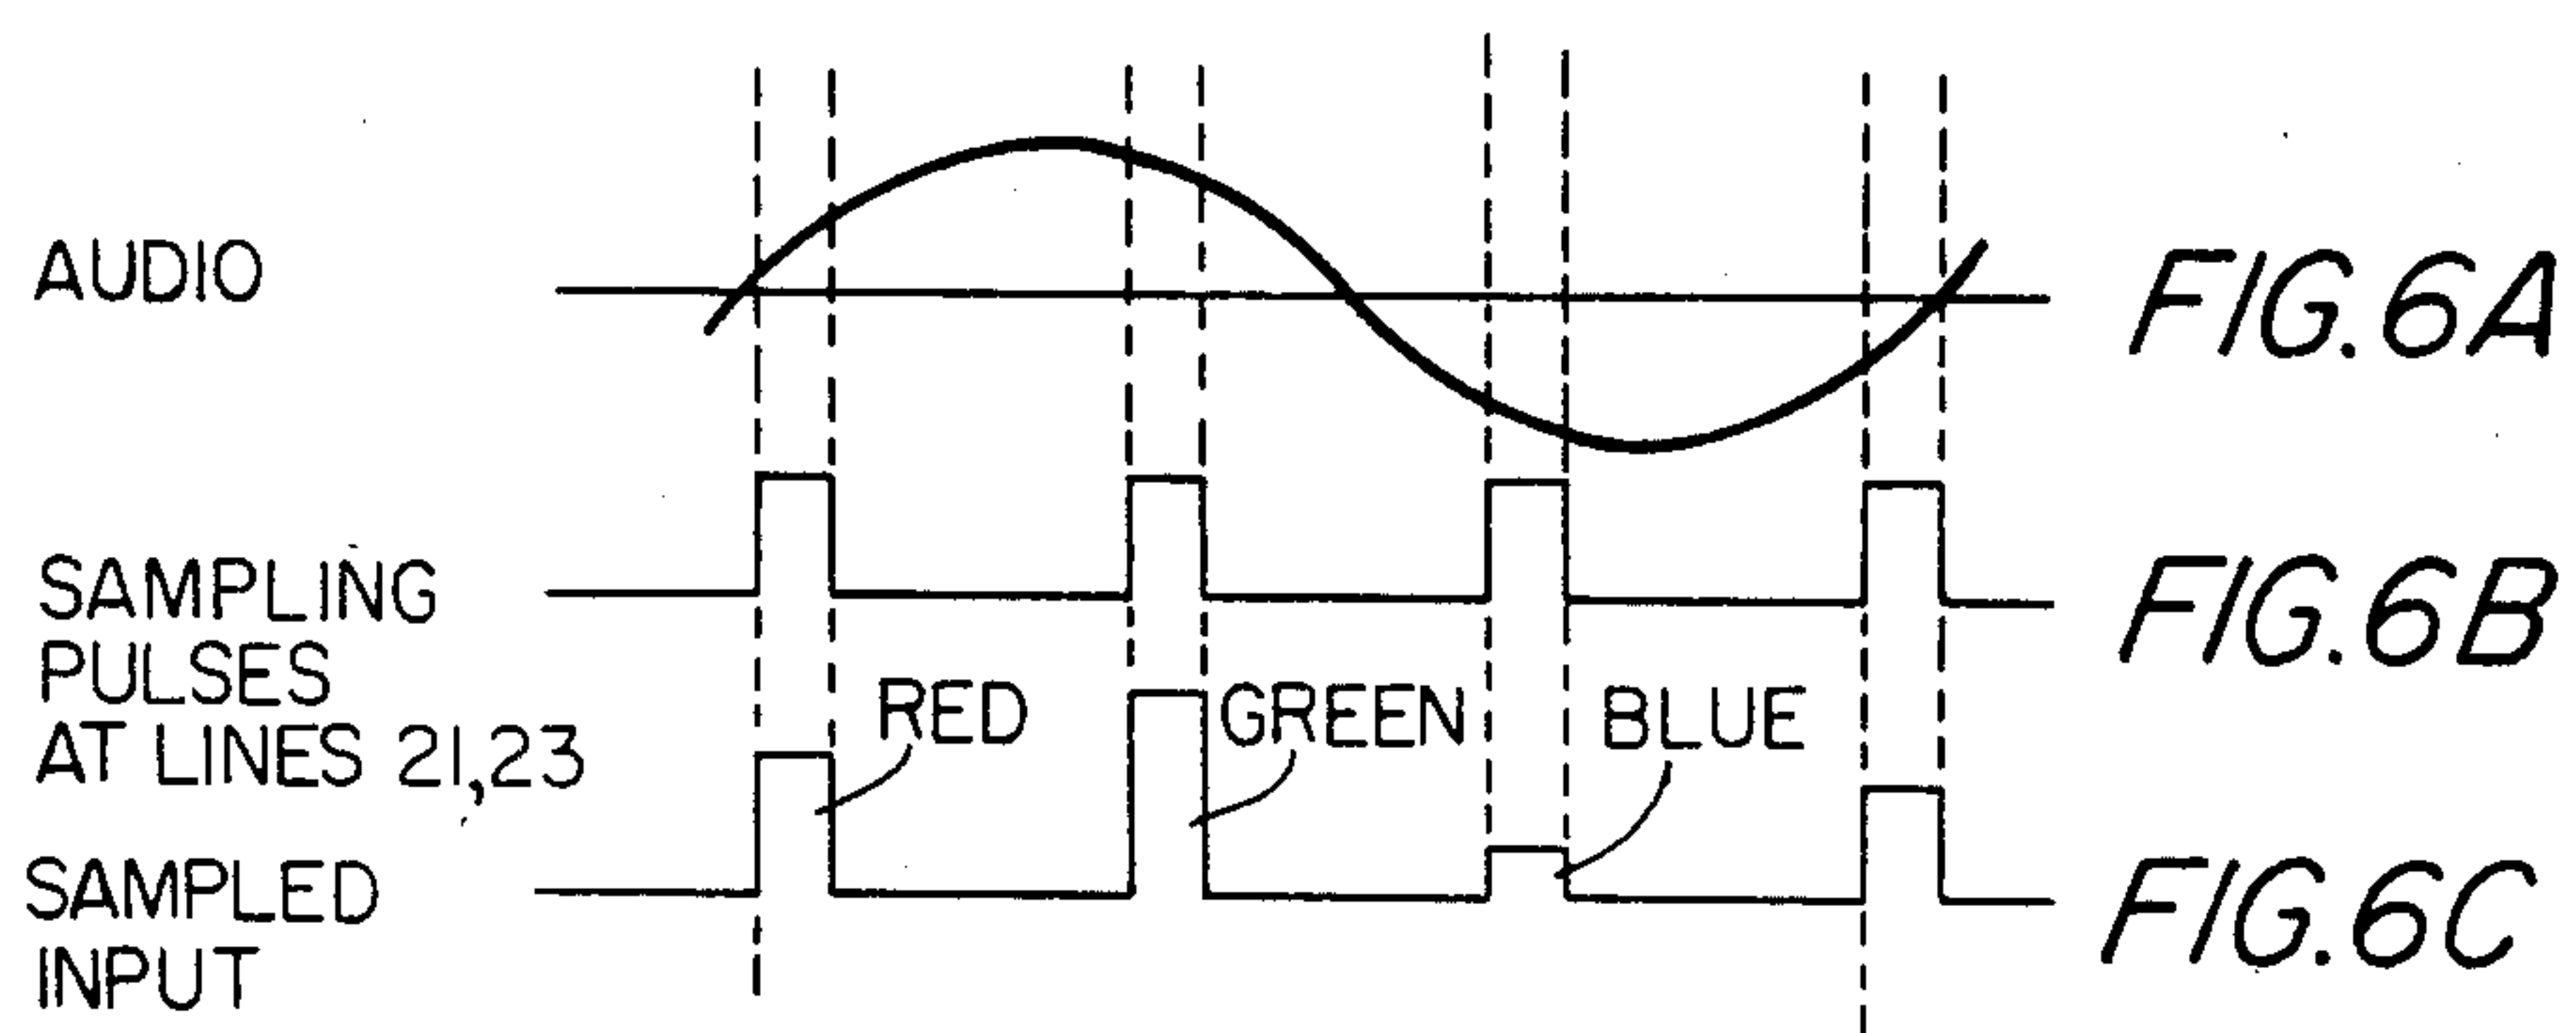 AUDIO
FIG.6A
SAMPLING
PULSES
AT LINES 21,23
FIG.6B
RED
GREEN
BLUE
SAMPLED
INPUT
FIG.6C